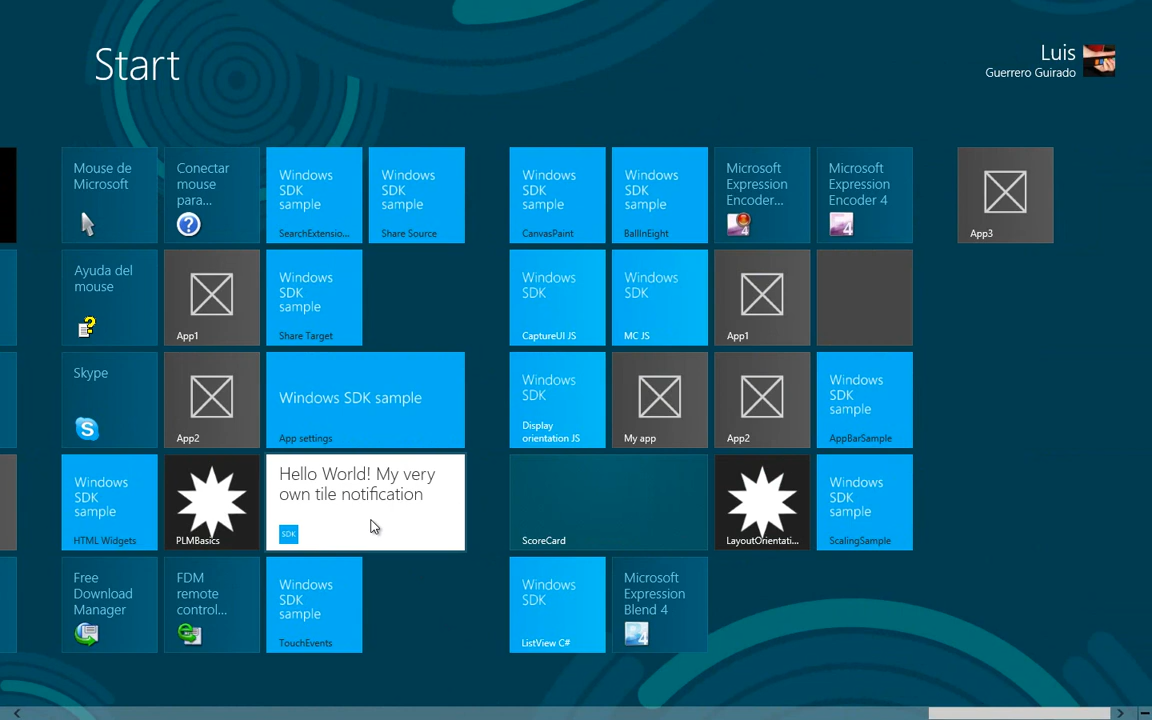 Start
Luis
Guerrero Guirado
Mouse de
Microsoft
Conectar
mouse
para...
Windows
SDK
sample
SearchExtensio...
Windows
SDK
sample
Share Source
Windows
SDK
sample
CanvasPaint
Windows
SDK
sample
BallInEight
Microsoft
Expression
Encoder...
4
Microsoft
Expression
Encoder 4
4
App3
Ayuda del
mouse
App1
Windows
SDK
sample
Share Target
Windows
SDK
CaptureUI JS
Windows
SDK
MC JS
App1
Skype
App2
Windows SDK sample
App settings
Windows
SDK
Display
orientation JS
My app
App2
Windows
SDK
sample
AppBarSample
Windows
SDK
sample
HTML Widgets
PLMBasics
Hello World! My very
own tile notification
SDK
ScoreCard
LayoutOrientati...
Windows
SDK
sample
ScalingSample
Free
Download
Manager
FDM
remote
control...
Windows
SDK
sample
TouchEvents
Windows
SDK
ListView C#
Microsoft
Expression
Blend 4
4